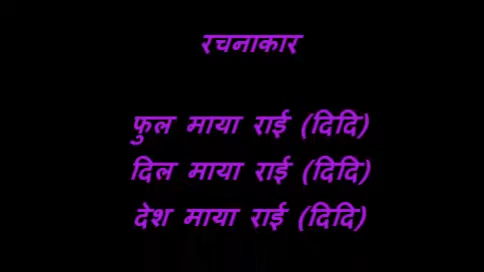 रचनाकार
फुल माया राई (दिदि)
दिल माया राई (दिदि)
देश माया राई (दिदि)